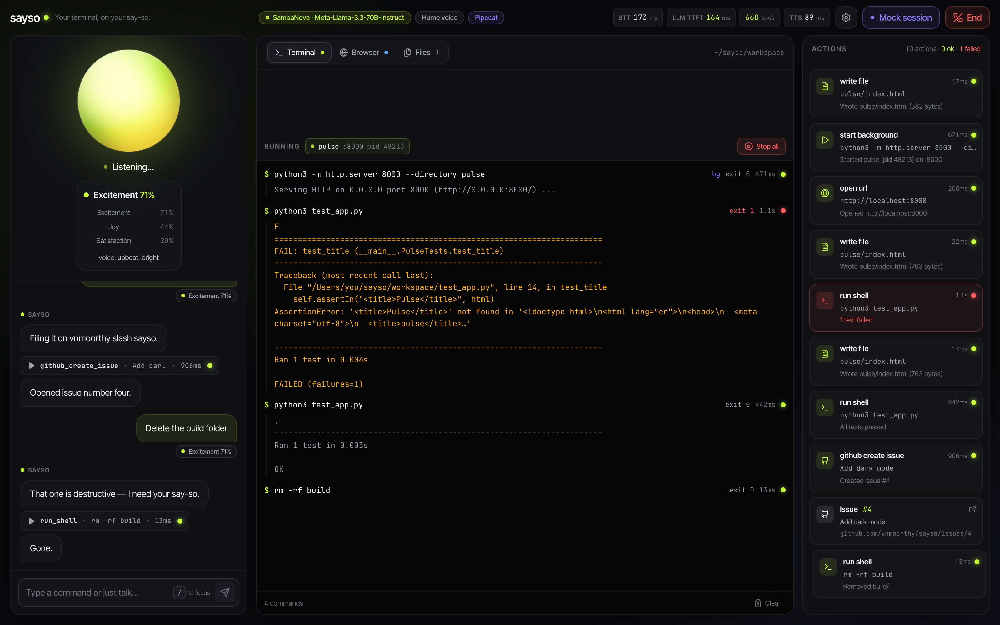 sayso
Your terminal, on your say-so.
SambaNova · Meta-Llama-3.3-70B-Instruct
Hume voice
Pipecat
STT 173 ms
LLM TTFT 164 ms
668 tok/s
TTS 89 ms
Mock session
End
Listening...
Excitement 71%
Excitement 71%
Joy 44%
Satisfaction 39%
voice: upbeat, bright
Excitement 71%
SAYSO
Filing it on vnmoorthy slash sayso.
github_create_issue · Add dar… · 906ms
Opened issue number four.
Delete the build folder
Excitement 71%
SAYSO
That one is destructive — I need your say-so.
run_shell · rm -rf build · 13ms
Gone.
Type a command or just talk...
/ to focus
Terminal
Browser
Files 1
~/sayso/workspace
RUNNING
pulse :8000 pid 48213
Stop all
$ python3 -m http.server 8000 --directory pulse
bg exit 0 671ms
Serving HTTP on 0.0.0.0 port 8000 (http://0.0.0.0:8000/) ...
$ python3 test_app.py
exit 1 1.1s
F
======================================================================
FAIL: test_title (__main__.PulseTests.test_title)
----------------------------------------------------------------------
Traceback (most recent call last):
  File "/Users/you/sayso/workspace/test_app.py", line 14, in test_title
    self.assertIn("<title>Pulse</title>", html)
AssertionError: '<title>Pulse</title>' not found in '<!doctype html>\n<html lang="en">\n<head>\n  <meta
charset="utf-8">\n  <title>pulse</title>…'
----------------------------------------------------------------------
Ran 1 test in 0.004s
FAILED (failures=1)
$ python3 test_app.py
exit 0 942ms
.
----------------------------------------------------------------------
Ran 1 test in 0.003s
OK
$ rm -rf build
exit 0 13ms
4 commands
Clear
ACTIONS
10 actions · 9 ok · 1 failed
write file 17ms
pulse/index.html
Wrote pulse/index.html (582 bytes)
start background 671ms
python3 -m http.server 8000 --di…
Started pulse (pid 48213) on :8000
open url 206ms
http://localhost:8000
Opened http://localhost:8000
write file 22ms
pulse/index.html
Wrote pulse/index.html (763 bytes)
run shell 1.1s
python3 test_app.py
1 test failed
write file 17ms
pulse/index.html
Wrote pulse/index.html (763 bytes)
run shell 942ms
python3 test_app.py
All tests passed
github create issue 906ms
Add dark mode
Created issue #4
Issue #4
Add dark mode
github.com/vnmoorthy/sayso/issues/4
run shell 13ms
rm -rf build
Removed build/